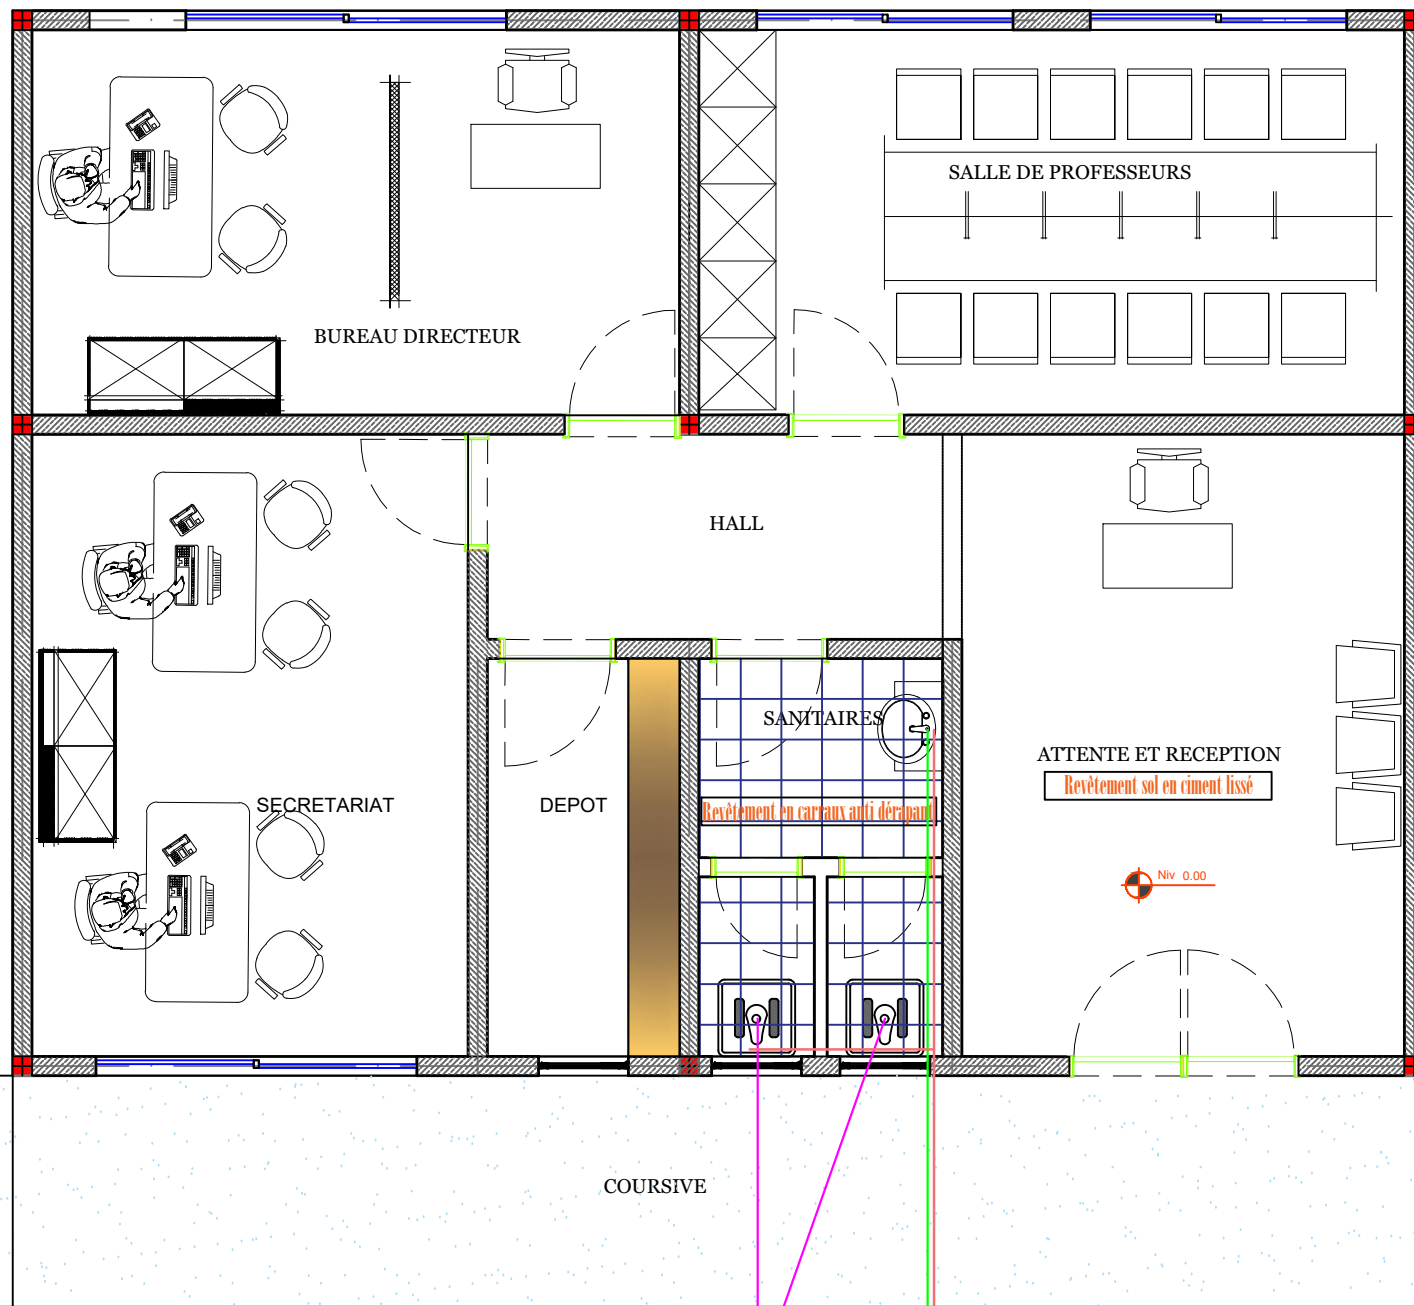 SALLE DE PROFESSEURS
BUREAU DIRECTEUR
HALL
SANITAIRES
ATTENTE ET RECEPTION
Revêtement sol en ciment lissé
SECRETARIAT
DEPOT
Revêtement en carraux anti dérapant
Niv 0.00
COURSIVE